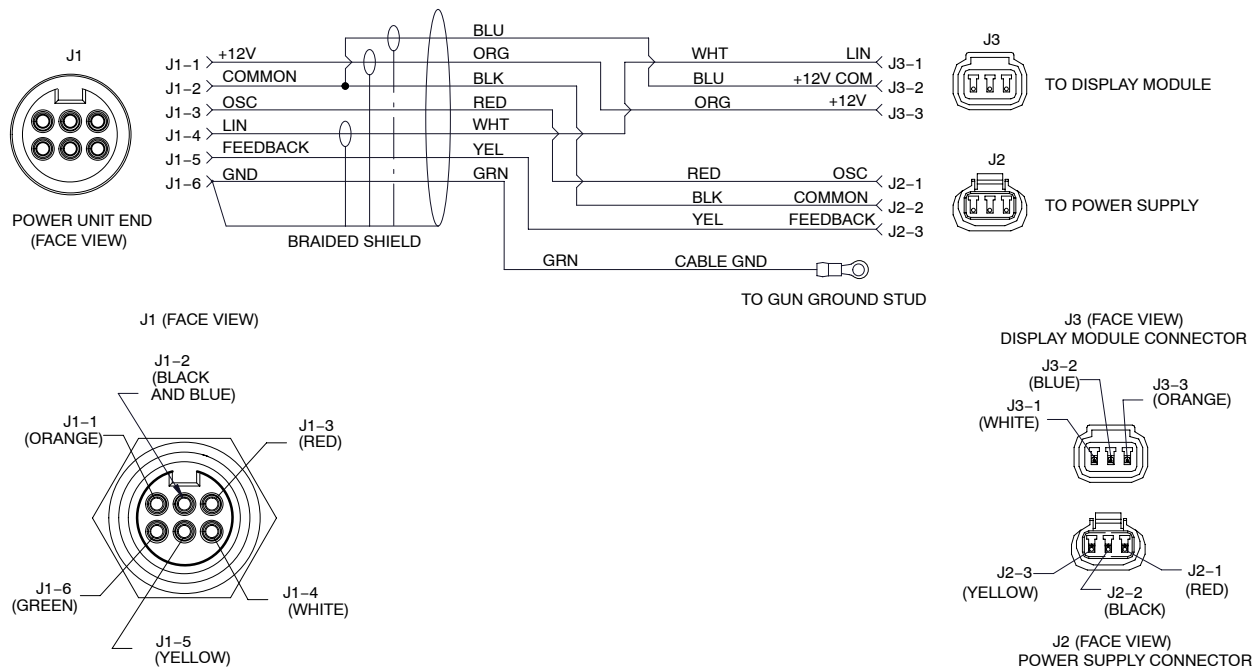 J1
POWER UNIT END
(FACE VIEW)
J1–1 +12V ORG
J1–2 COMMON BLK
J1–3 OSC RED
J1–4 LIN WHT
J1–5 FEEDBACK YEL
J1–6 GND GRN
BLU
BRAIDED SHIELD
WHT LIN J3–1
BLU +12V COM J3–2
ORG +12V J3–3
J3
TO DISPLAY MODULE
RED OSC J2–1
BLK COMMON J2–2
YEL FEEDBACK J2–3
J2
TO POWER SUPPLY
GRN CABLE GND
TO GUN GROUND STUD
J1 (FACE VIEW)
J1–2
(BLACK
AND BLUE)
J1–1
(ORANGE)
J1–3
(RED)
J1–6
(GREEN)
J1–4
(WHITE)
J1–5
(YELLOW)
J3 (FACE VIEW)
DISPLAY MODULE CONNECTOR
J3–2
(BLUE)
J3–3
(ORANGE)
J3–1
(WHITE)
J2–3
(YELLOW)
J2–2
(BLACK)
J2–1
(RED)
J2 (FACE VIEW)
POWER SUPPLY CONNECTOR